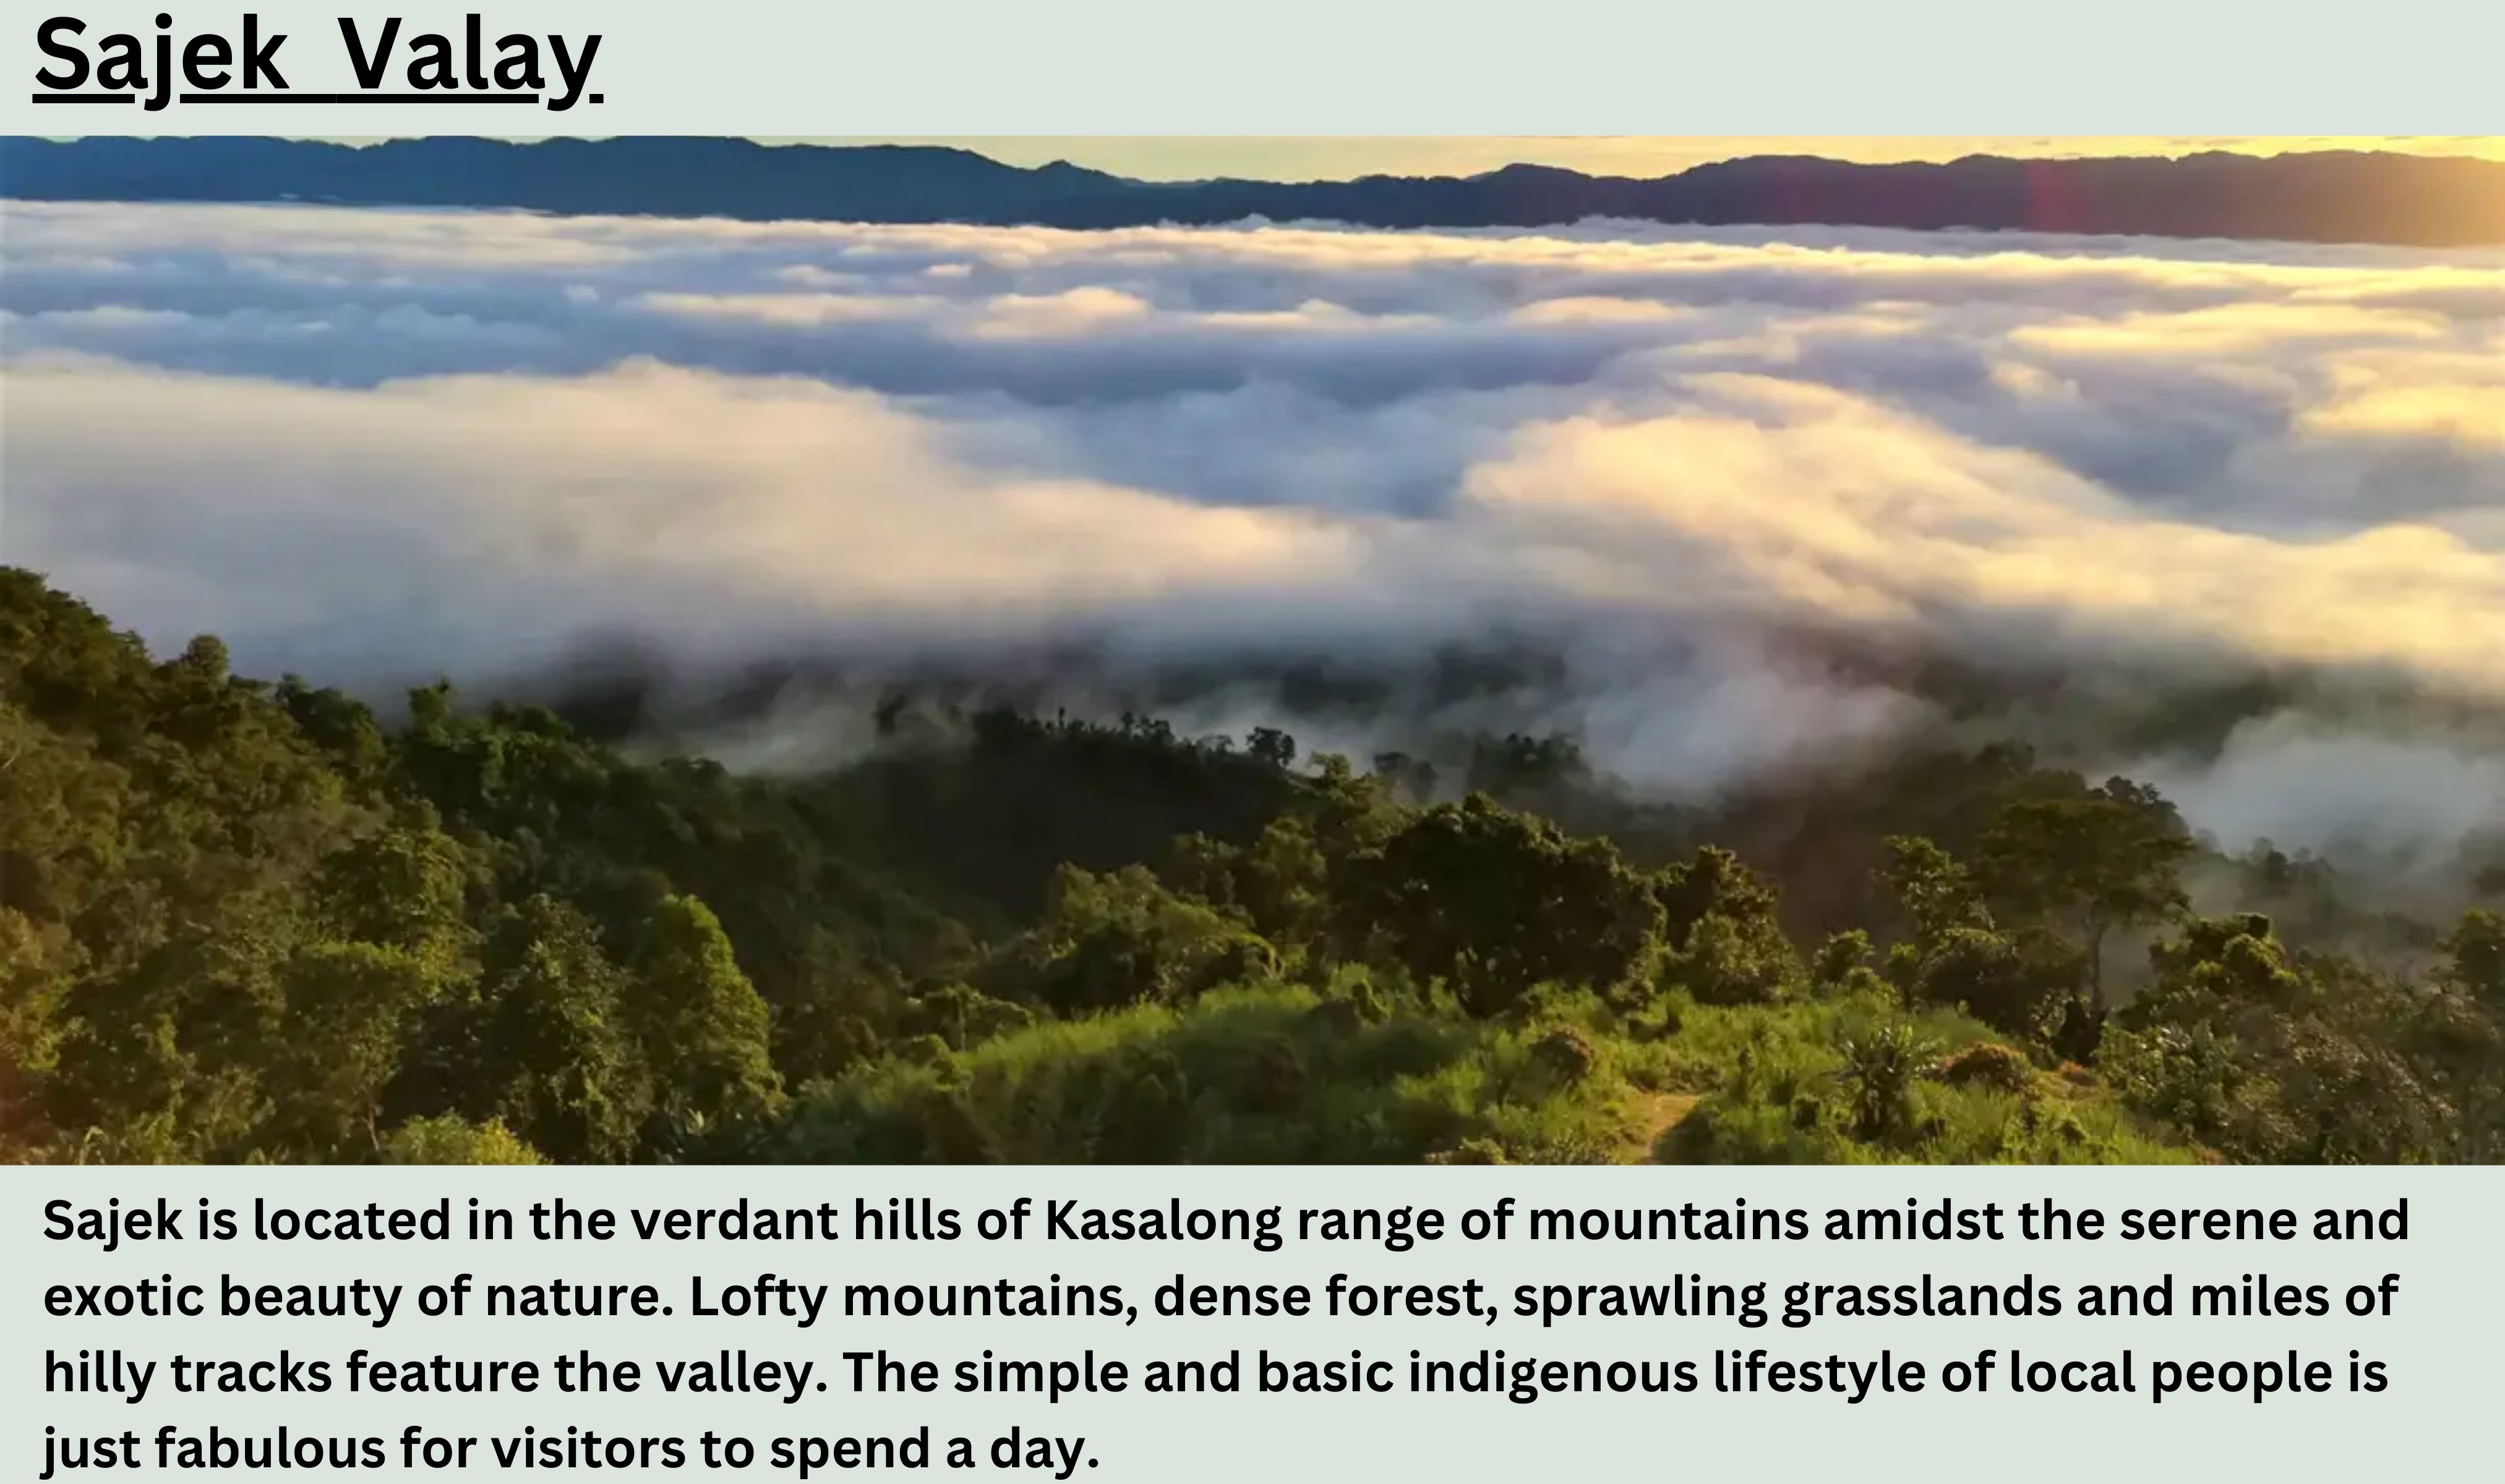 Sajek Valay
Sajek is located in the verdant hills of Kasalong range of mountains amidst the serene and
exotic beauty of nature. Lofty mountains, dense forest, sprawling grasslands and miles of
hilly tracks feature the valley. The simple and basic indigenous lifestyle of local people is
just fabulous for visitors to spend a day.